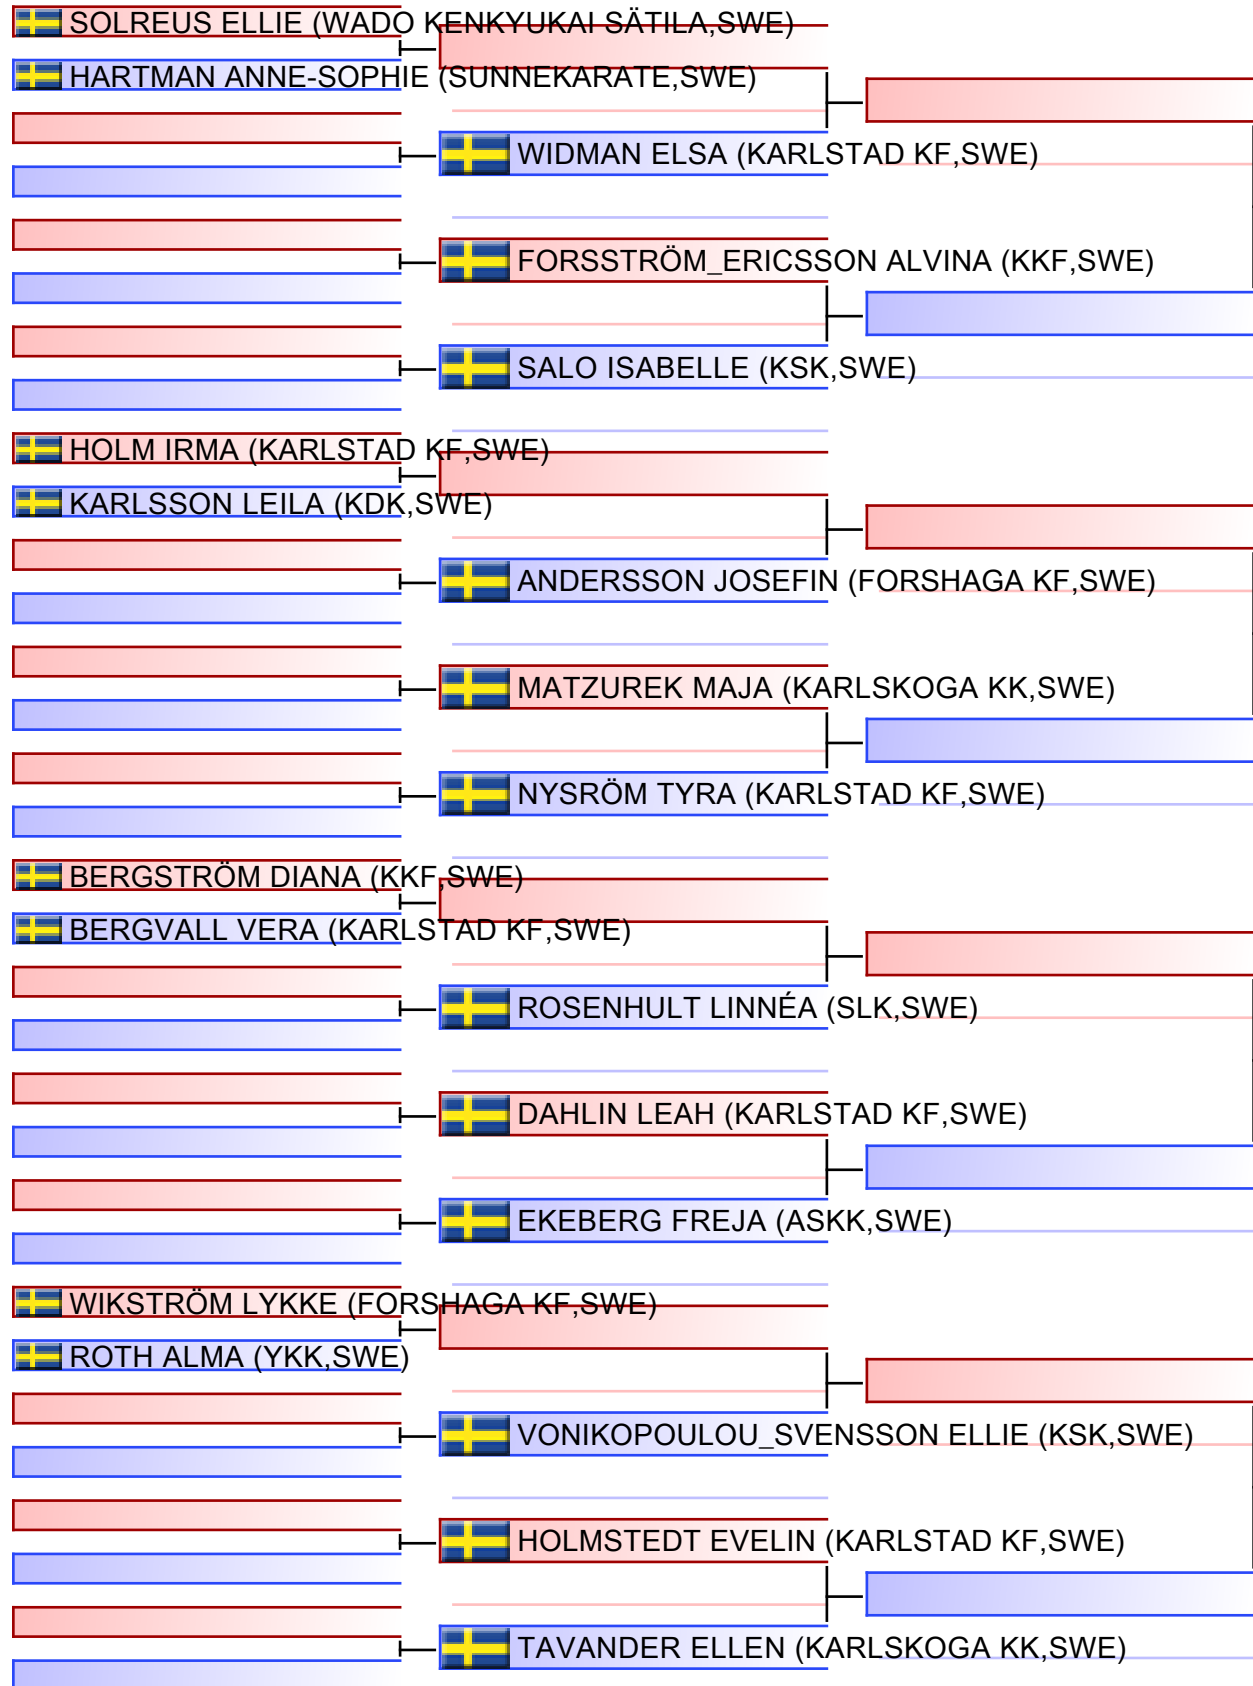 SOLREUS ELLIE (WADO KENKYUKAI SÄTILA,SWE)
HARTMAN ANNE-SOPHIE (SUNNEKARATE,SWE)
WIDMAN ELSA (KARLSTAD KF,SWE)
FORSSTRÖM_ERICSSON ALVINA (KKF,SWE)
SALO ISABELLE (KSK,SWE)
HOLM IRMA (KARLSTAD KF,SWE)
KARLSSON LEILA (KDK,SWE)
ANDERSSON JOSEFIN (FORSHAGA KF,SWE)
MATZUREK MAJA (KARLSKOGA KK,SWE)
NYSRÖM TYRA (KARLSTAD KF,SWE)
BERGSTRÖM DIANA (KKF,SWE)
BERGVALL VERA (KARLSTAD KF,SWE)
ROSENHULT LINNÉA (SLK,SWE)
DAHLIN LEAH (KARLSTAD KF,SWE)
EKEBERG FREJA (ASKK,SWE)
WIKSTRÖM LYKKE (FORSHAGA KF,SWE)
ROTH ALMA (YKK,SWE)
VONIKOPOULOU_SVENSSON ELLIE (KSK,SWE)
HOLMSTEDT EVELIN (KARLSTAD KF,SWE)
TAVANDER ELLEN (KARLSKOGA KK,SWE)